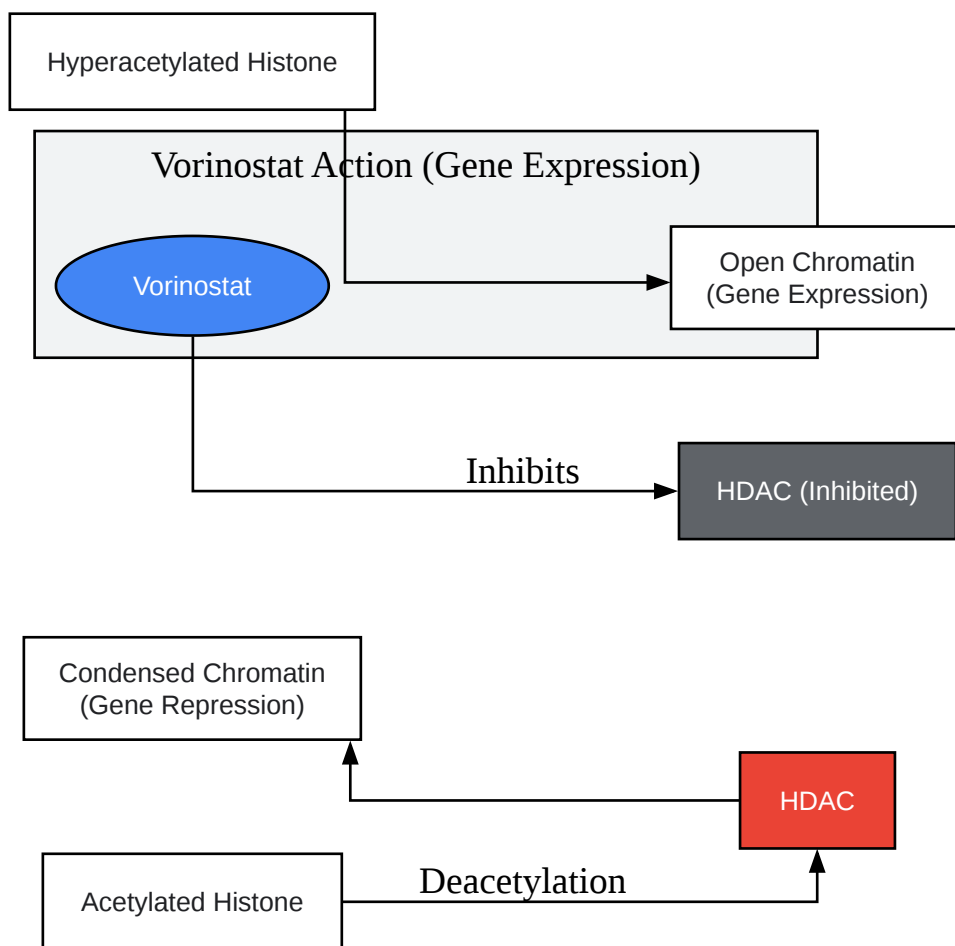 Hyperacetylated Histone
Vorinostat Action (Gene Expression)
Vorinostat
Open Chromatin
(Gene Expression)
Inhibits
HDAC (Inhibited)
Condensed Chromatin
(Gene Repression)
HDAC
Deacetylation
Acetylated Histone